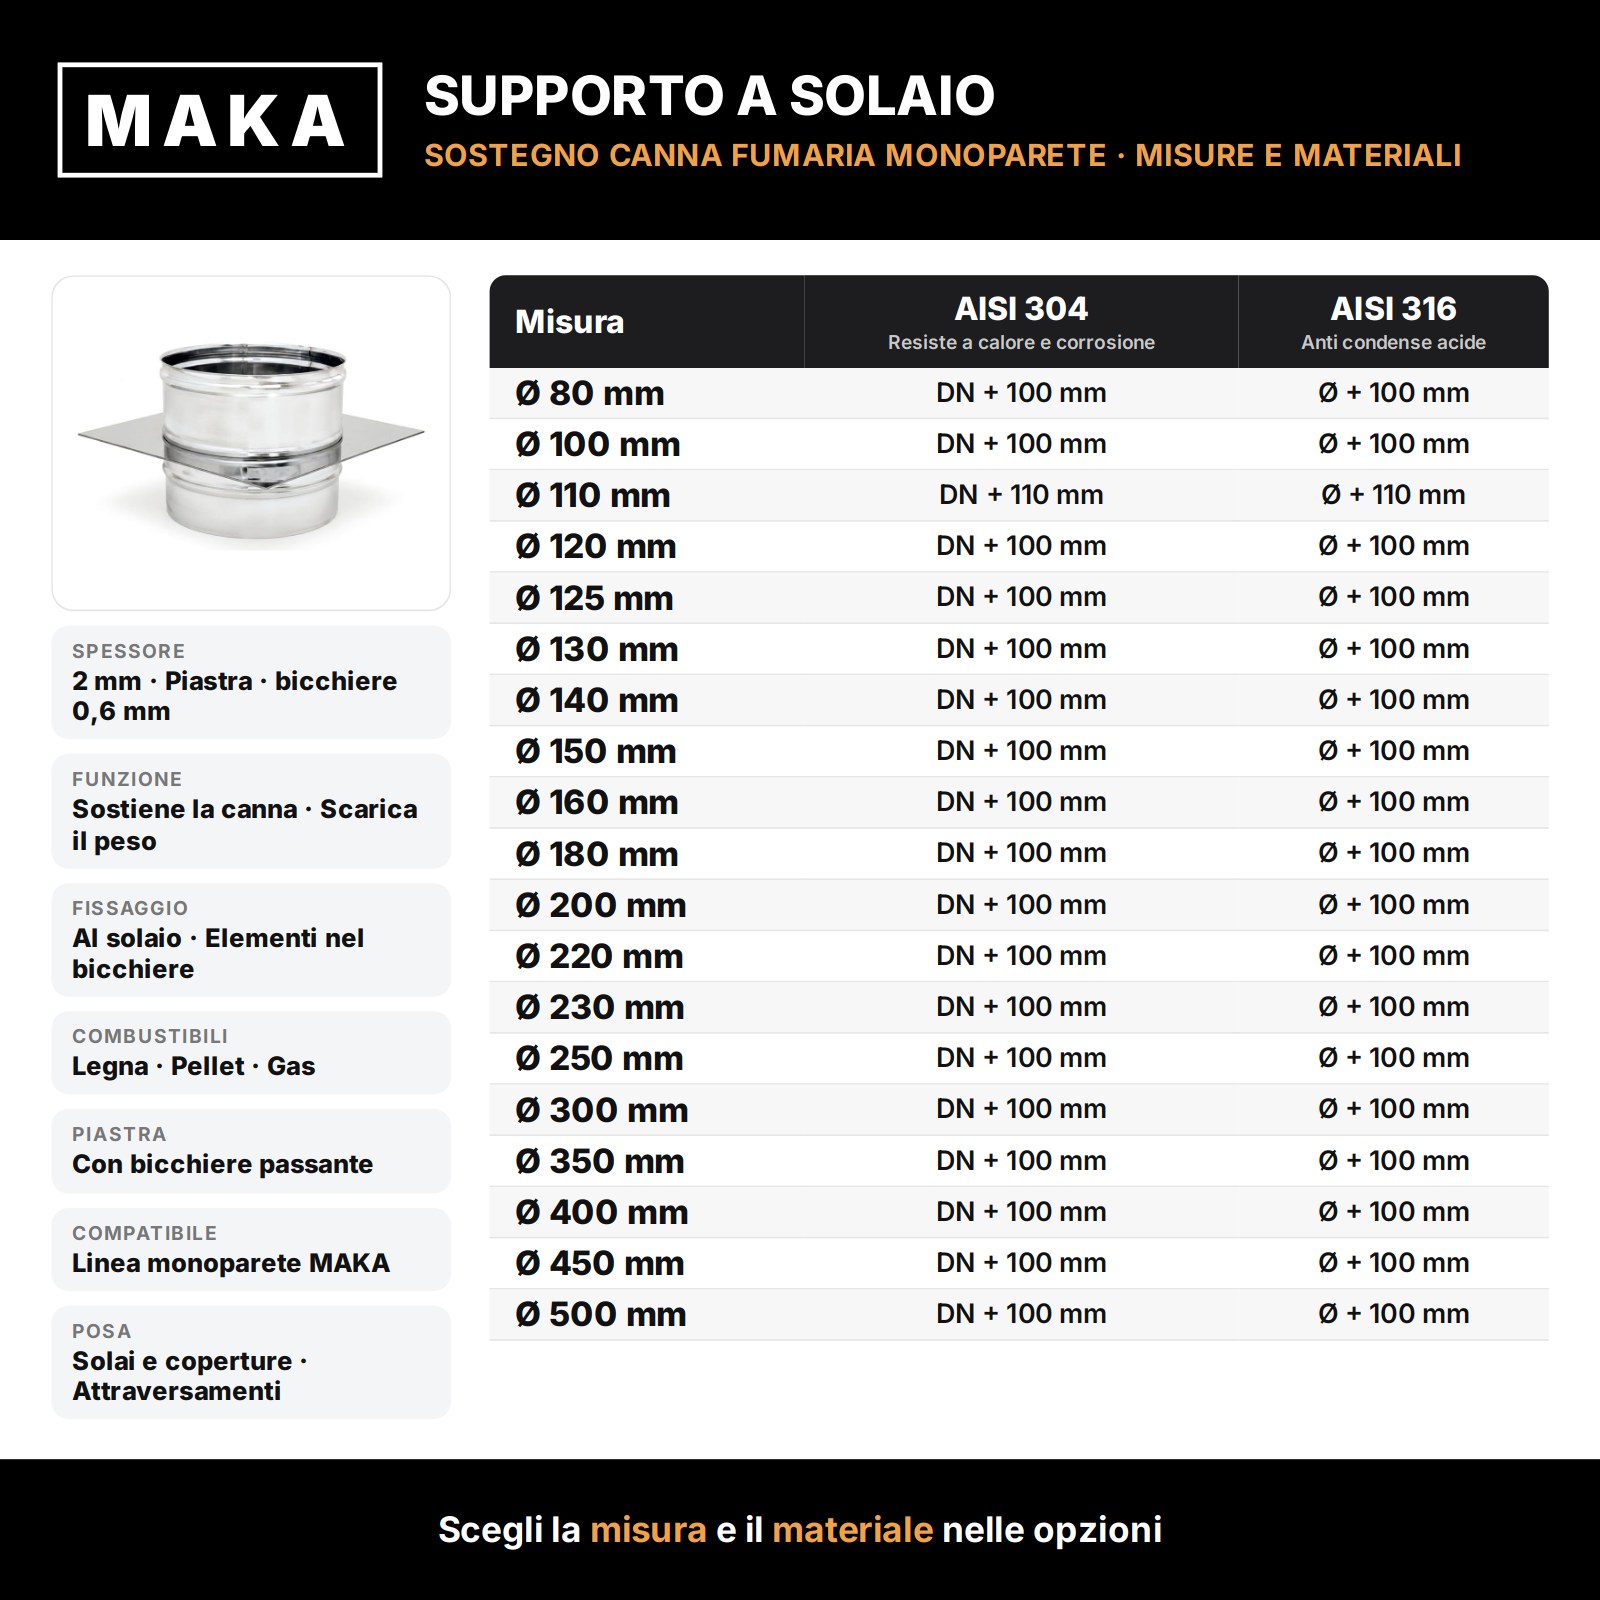 MAKA
SUPPORTO A SOLAIO
SOSTEGNO CANNA FUMARIA MONOPARETE · MISURE E MATERIALI
SPESSORE
2 mm · Piastra · bicchiere
0,6 mm
FUNZIONE
Sostiene la canna · Scarica
il peso
FISSAGGIO
Al solaio · Elementi nel
bicchiere
COMBUSTIBILI
Legna · Pellet · Gas
PIASTRA
Con bicchiere passante
COMPATIBILE
Linea monoparete MAKA
POSA
Solai e coperture ·
Attraversamenti
Misura AISI 304 AISI 316
Resiste a calore e corrosione Anti condense acide
Ø 80 mm DN + 100 mm Ø + 100 mm
Ø 100 mm DN + 100 mm Ø + 100 mm
Ø 110 mm DN + 110 mm Ø + 110 mm
Ø 120 mm DN + 100 mm Ø + 100 mm
Ø 125 mm DN + 100 mm Ø + 100 mm
Ø 130 mm DN + 100 mm Ø + 100 mm
Ø 140 mm DN + 100 mm Ø + 100 mm
Ø 150 mm DN + 100 mm Ø + 100 mm
Ø 160 mm DN + 100 mm Ø + 100 mm
Ø 180 mm DN + 100 mm Ø + 100 mm
Ø 200 mm DN + 100 mm Ø + 100 mm
Ø 220 mm DN + 100 mm Ø + 100 mm
Ø 230 mm DN + 100 mm Ø + 100 mm
Ø 250 mm DN + 100 mm Ø + 100 mm
Ø 300 mm DN + 100 mm Ø + 100 mm
Ø 350 mm DN + 100 mm Ø + 100 mm
Ø 400 mm DN + 100 mm Ø + 100 mm
Ø 450 mm DN + 100 mm Ø + 100 mm
Ø 500 mm DN + 100 mm Ø + 100 mm
Scegli la misura e il materiale nelle opzioni